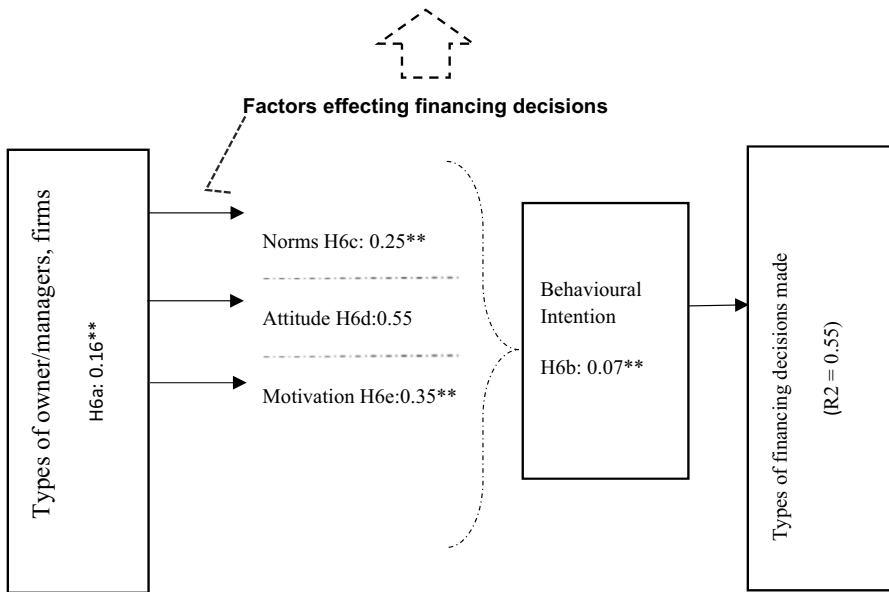 Factors effecting financing decisions
Types of owner/managers, firms
H6a: 0.16**
Norms H6c: 0.25**
Attitude H6d:0.55
Motivation H6e:0.35**
Behavioural
Intention
H6b: 0.07**
Types of financing decisions made
(R2 = 0.55)